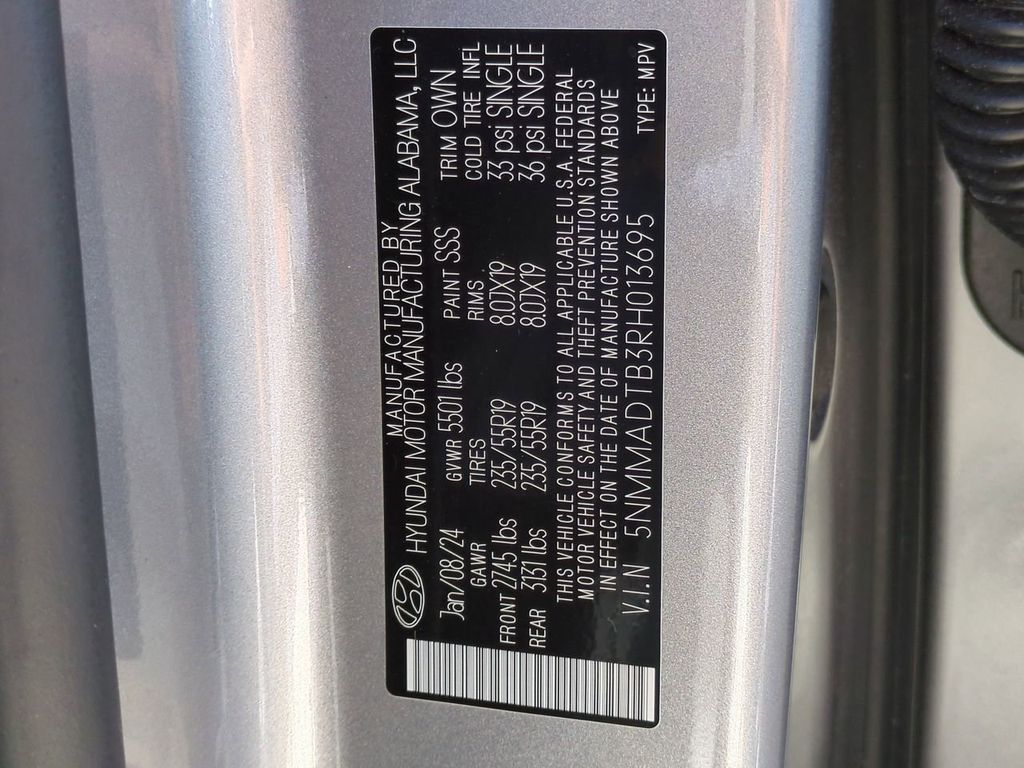 MANUFACTURED BY
HYUNDAI MOTOR MANUFACTURING ALABAMA, LLC
Jan/08/24 GVWR 5501 lbs PAINT SSS TRIM OWN
GAWR TIRES RIMS COLD TIRE INFL
FRONT 2745 lbs 235/55R19 8.0JX19 33 psi SINGLE
REAR 3131 lbs 235/55R19 8.0JX19 36 psi SINGLE
THIS VEHICLE CONFORMS TO ALL APPLICABLE U.S.A. FEDERAL
MOTOR VEHICLE SAFETY AND THEFT PREVENTION STANDARDS
IN EFFECT ON THE DATE OF MANUFACTURE SHOWN ABOVE
V.I.N 5NMMADTB3RH013695 TYPE: MPV